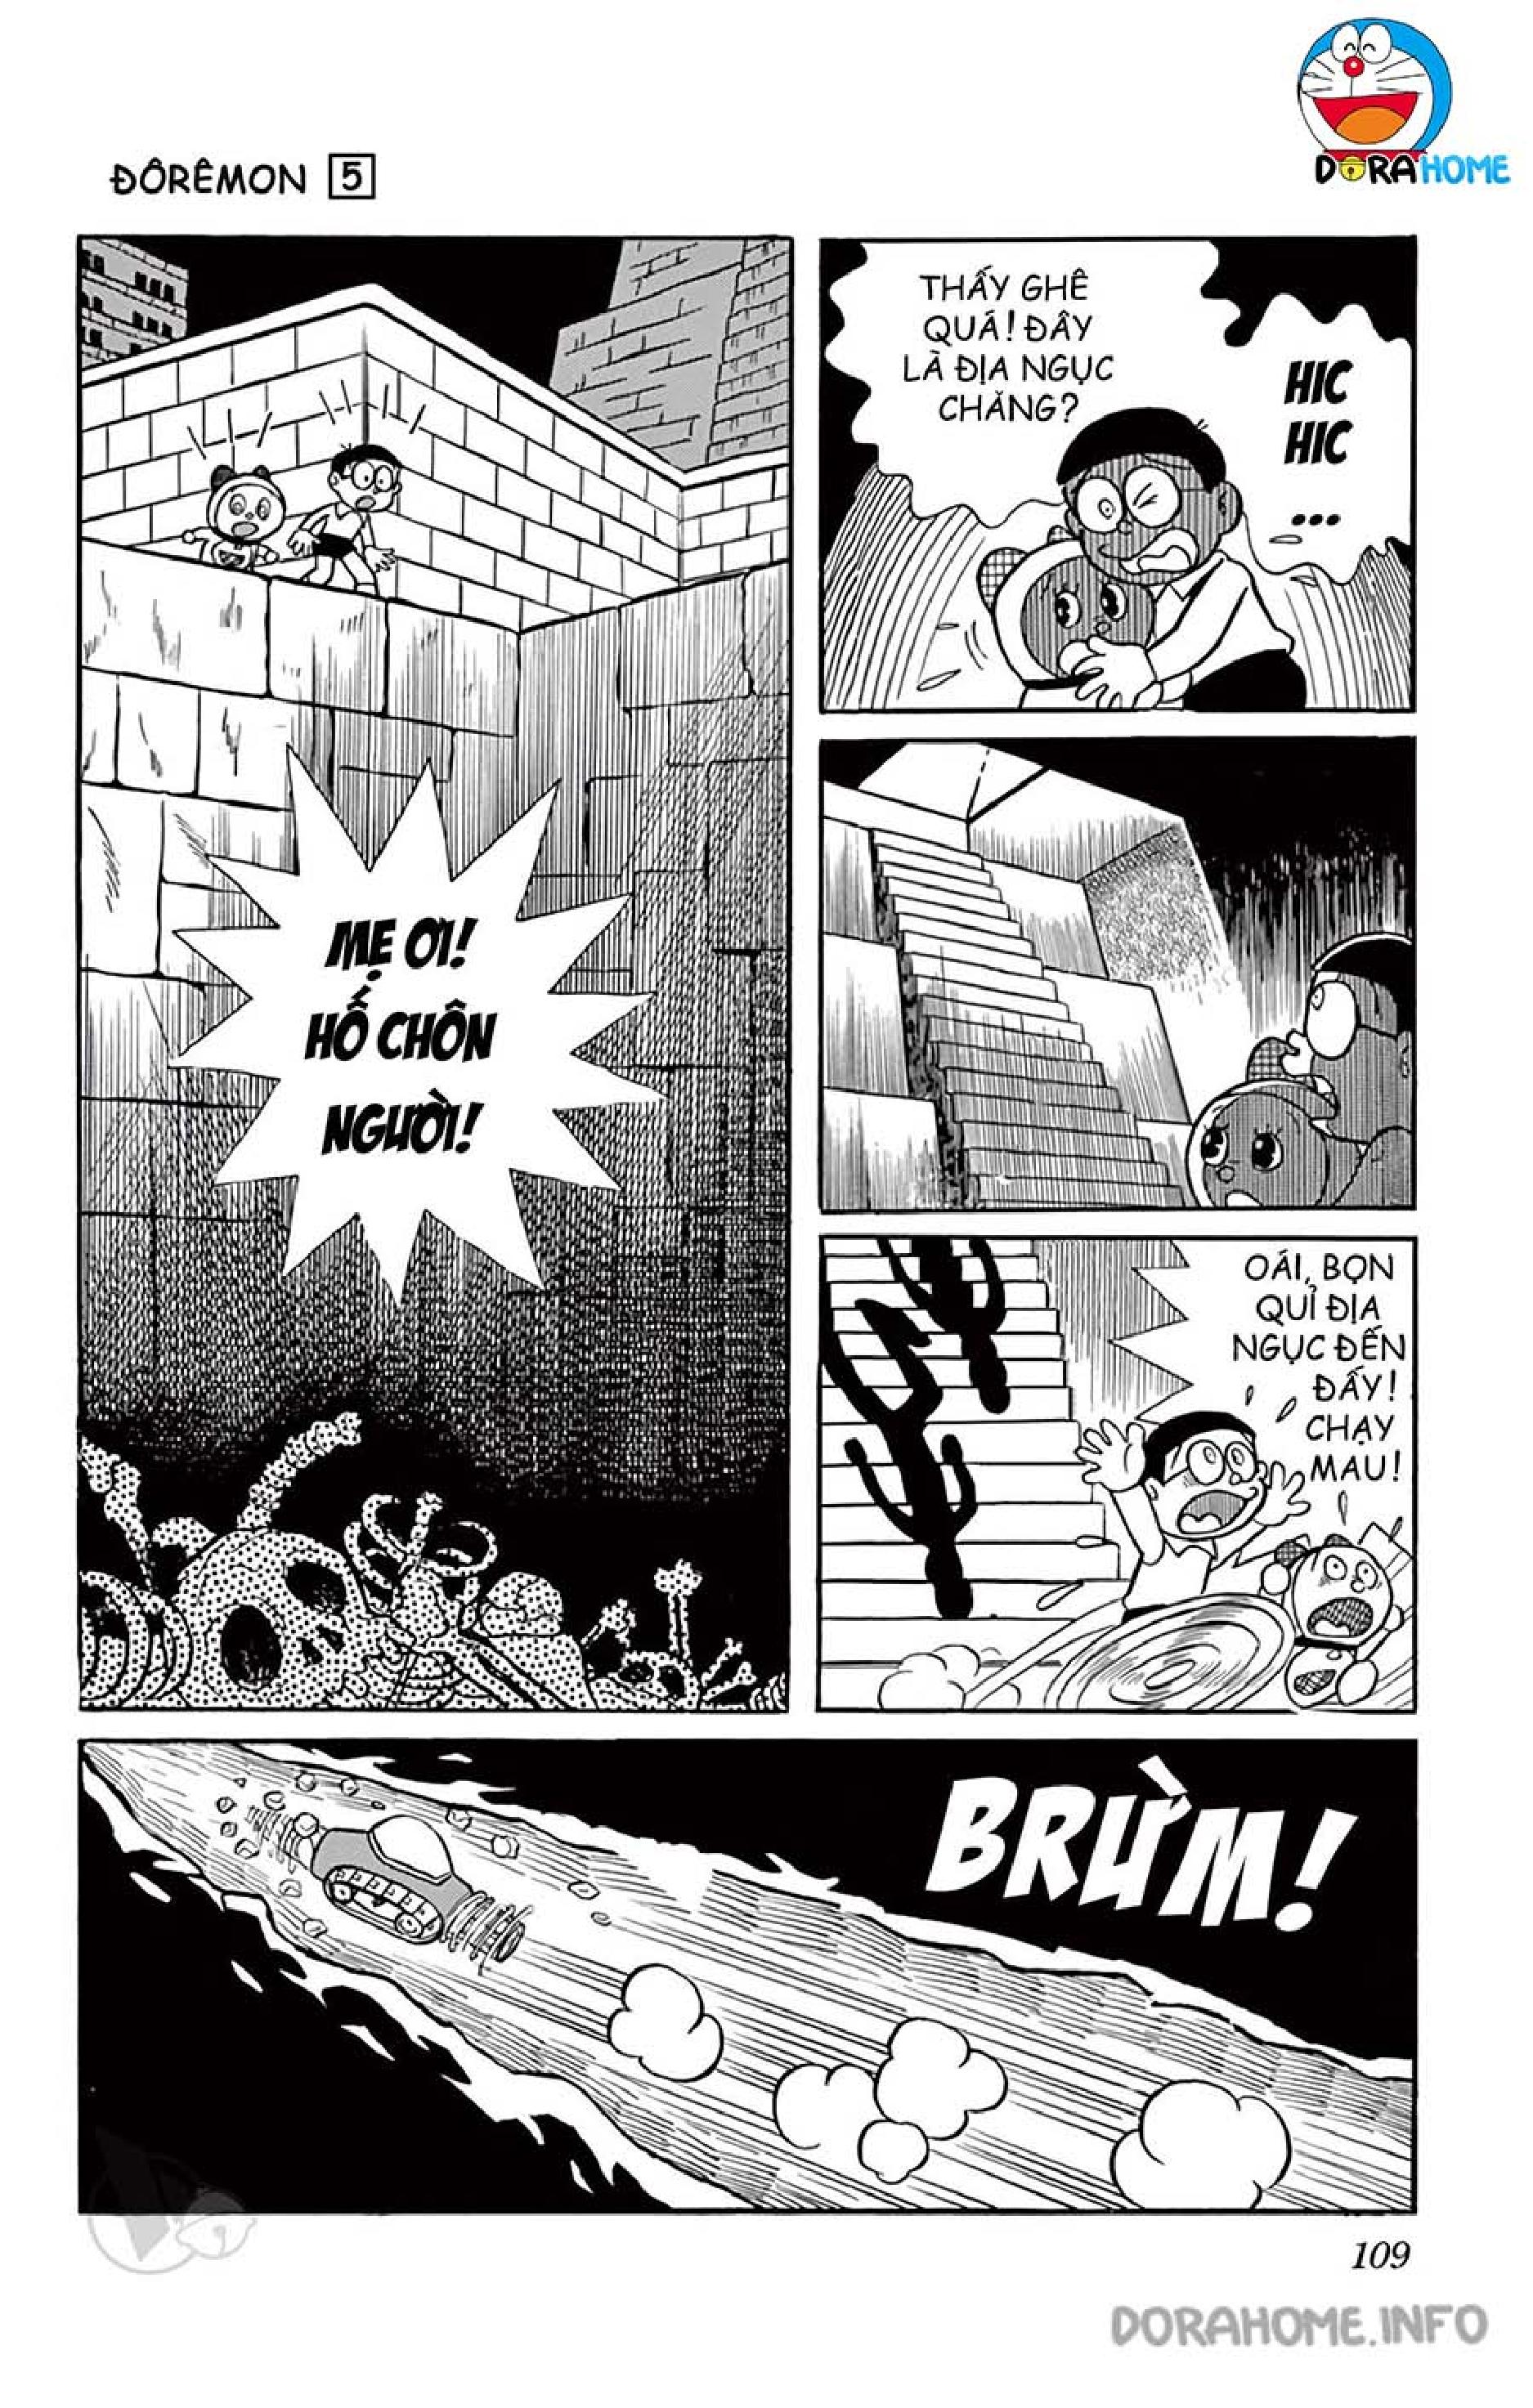 DORAHOME
ĐÔRÊMON 5
MẸ ƠI!
HỐ CHÔN
NGƯỜI!
THẤY GHÊ
QUÁ! ĐÂY
LÀ ĐỊA NGỤC
CHĂNG?
HIC
HIC
...
OÁI, BỌN
QUỈ ĐỊA
NGỤC ĐẾN
ĐẤY!
CHẠY
MAU!
BRỪM!
109
DORAHOME.INFO